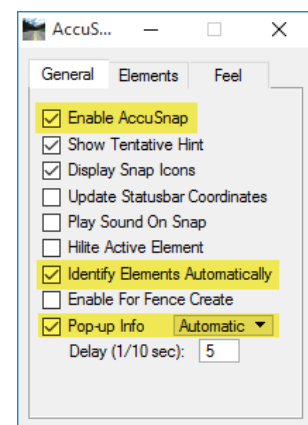 AccuS...
General Elements Feel
Enable AccuSnap
Show Tentative Hint
Display Snap Icons
Update Statusbar Coordinates
Play Sound On Snap
Hilite Active Element
Identify Elements Automatically
Enable For Fence Create
Pop-up Info Automatic
Delay (1/10 sec): 5